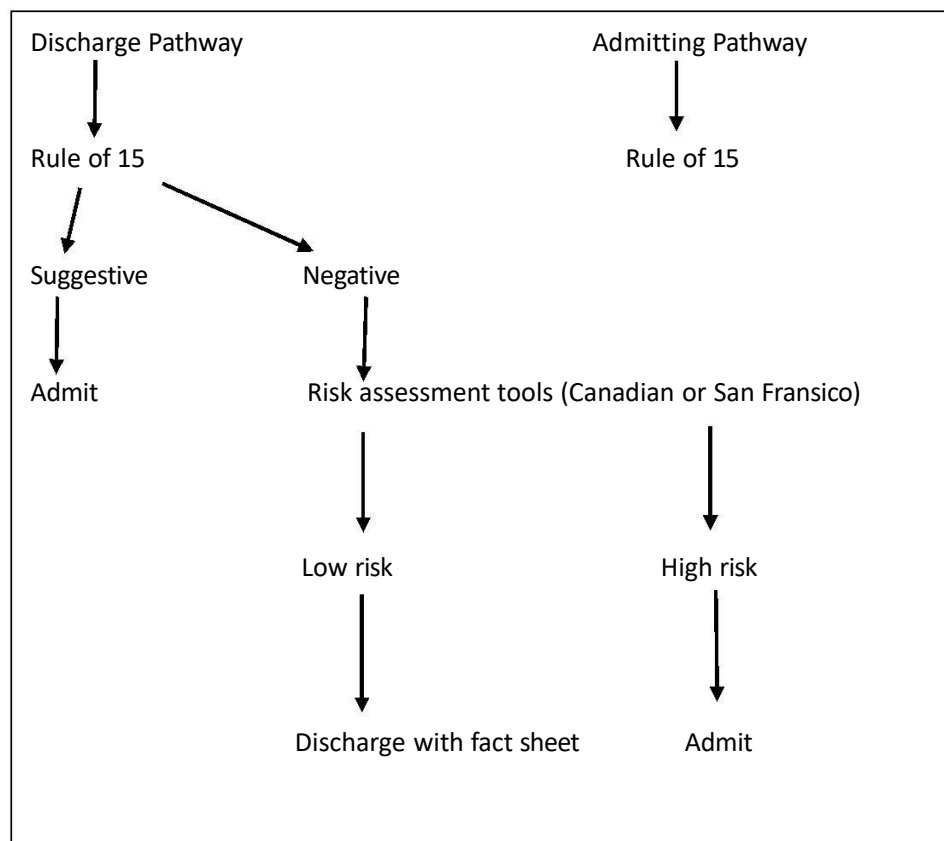 Discharge Pathway
Admitting Pathway
Rule of 15
Rule of 15
Suggestive
Negative
Admit
Risk assessment tools (Canadian or San Fransico)
Low risk
High risk
Discharge with fact sheet
Admit